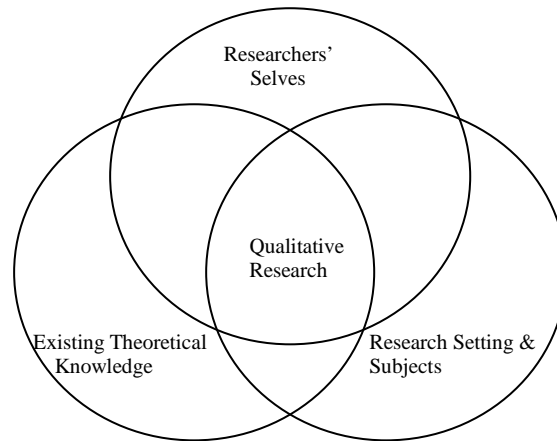 Researchers’
Selves
Qualitative
Research
Existing Theoretical
Knowledge
Research Setting &
Subjects